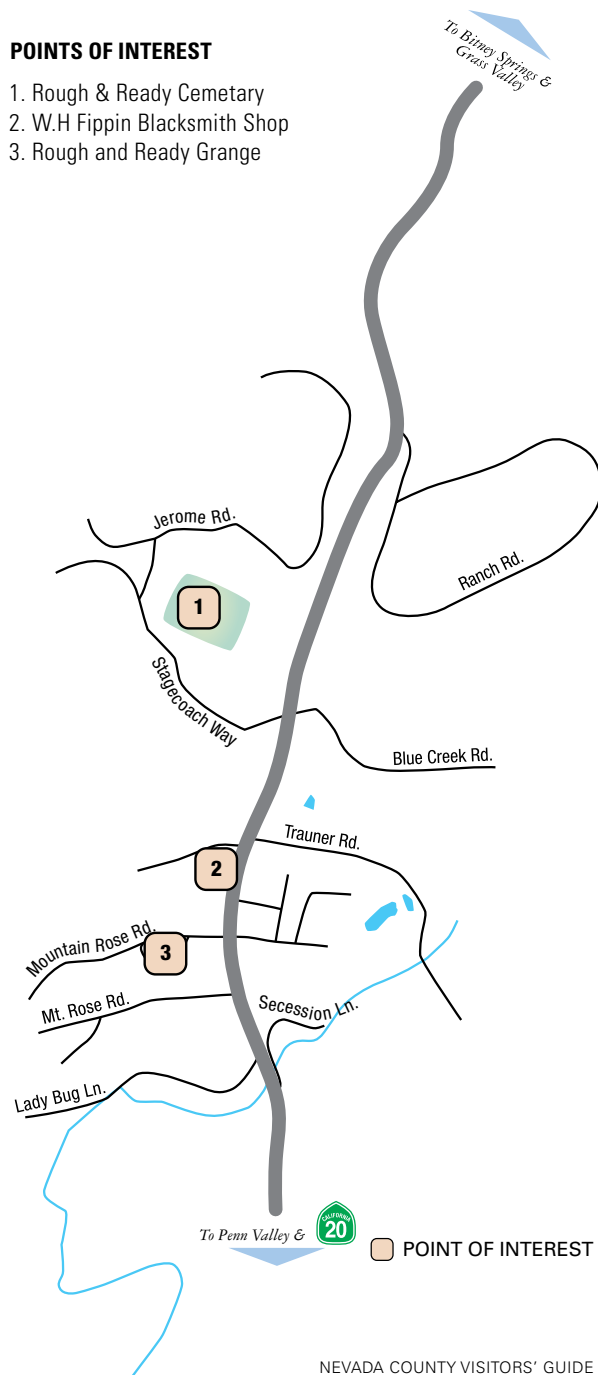 To Bitney Springs &
Grass Valley
POINTS OF INTEREST
1. Rough & Ready Cemetary
2. W.H Fippin Blacksmith Shop
3. Rough and Ready Grange
Jerome Rd.
Ranch Rd.
1
Stagecoach Way
Blue Creek Rd.
Trauner Rd.
2
Mountain Rose Rd.
3
Mt. Rose Rd.
Secession Ln.
Lady Bug Ln.
To Penn Valley &
CALIFORNIA
20
POINT OF INTEREST
NEVADA COUNTY VISITORS’ GUIDE